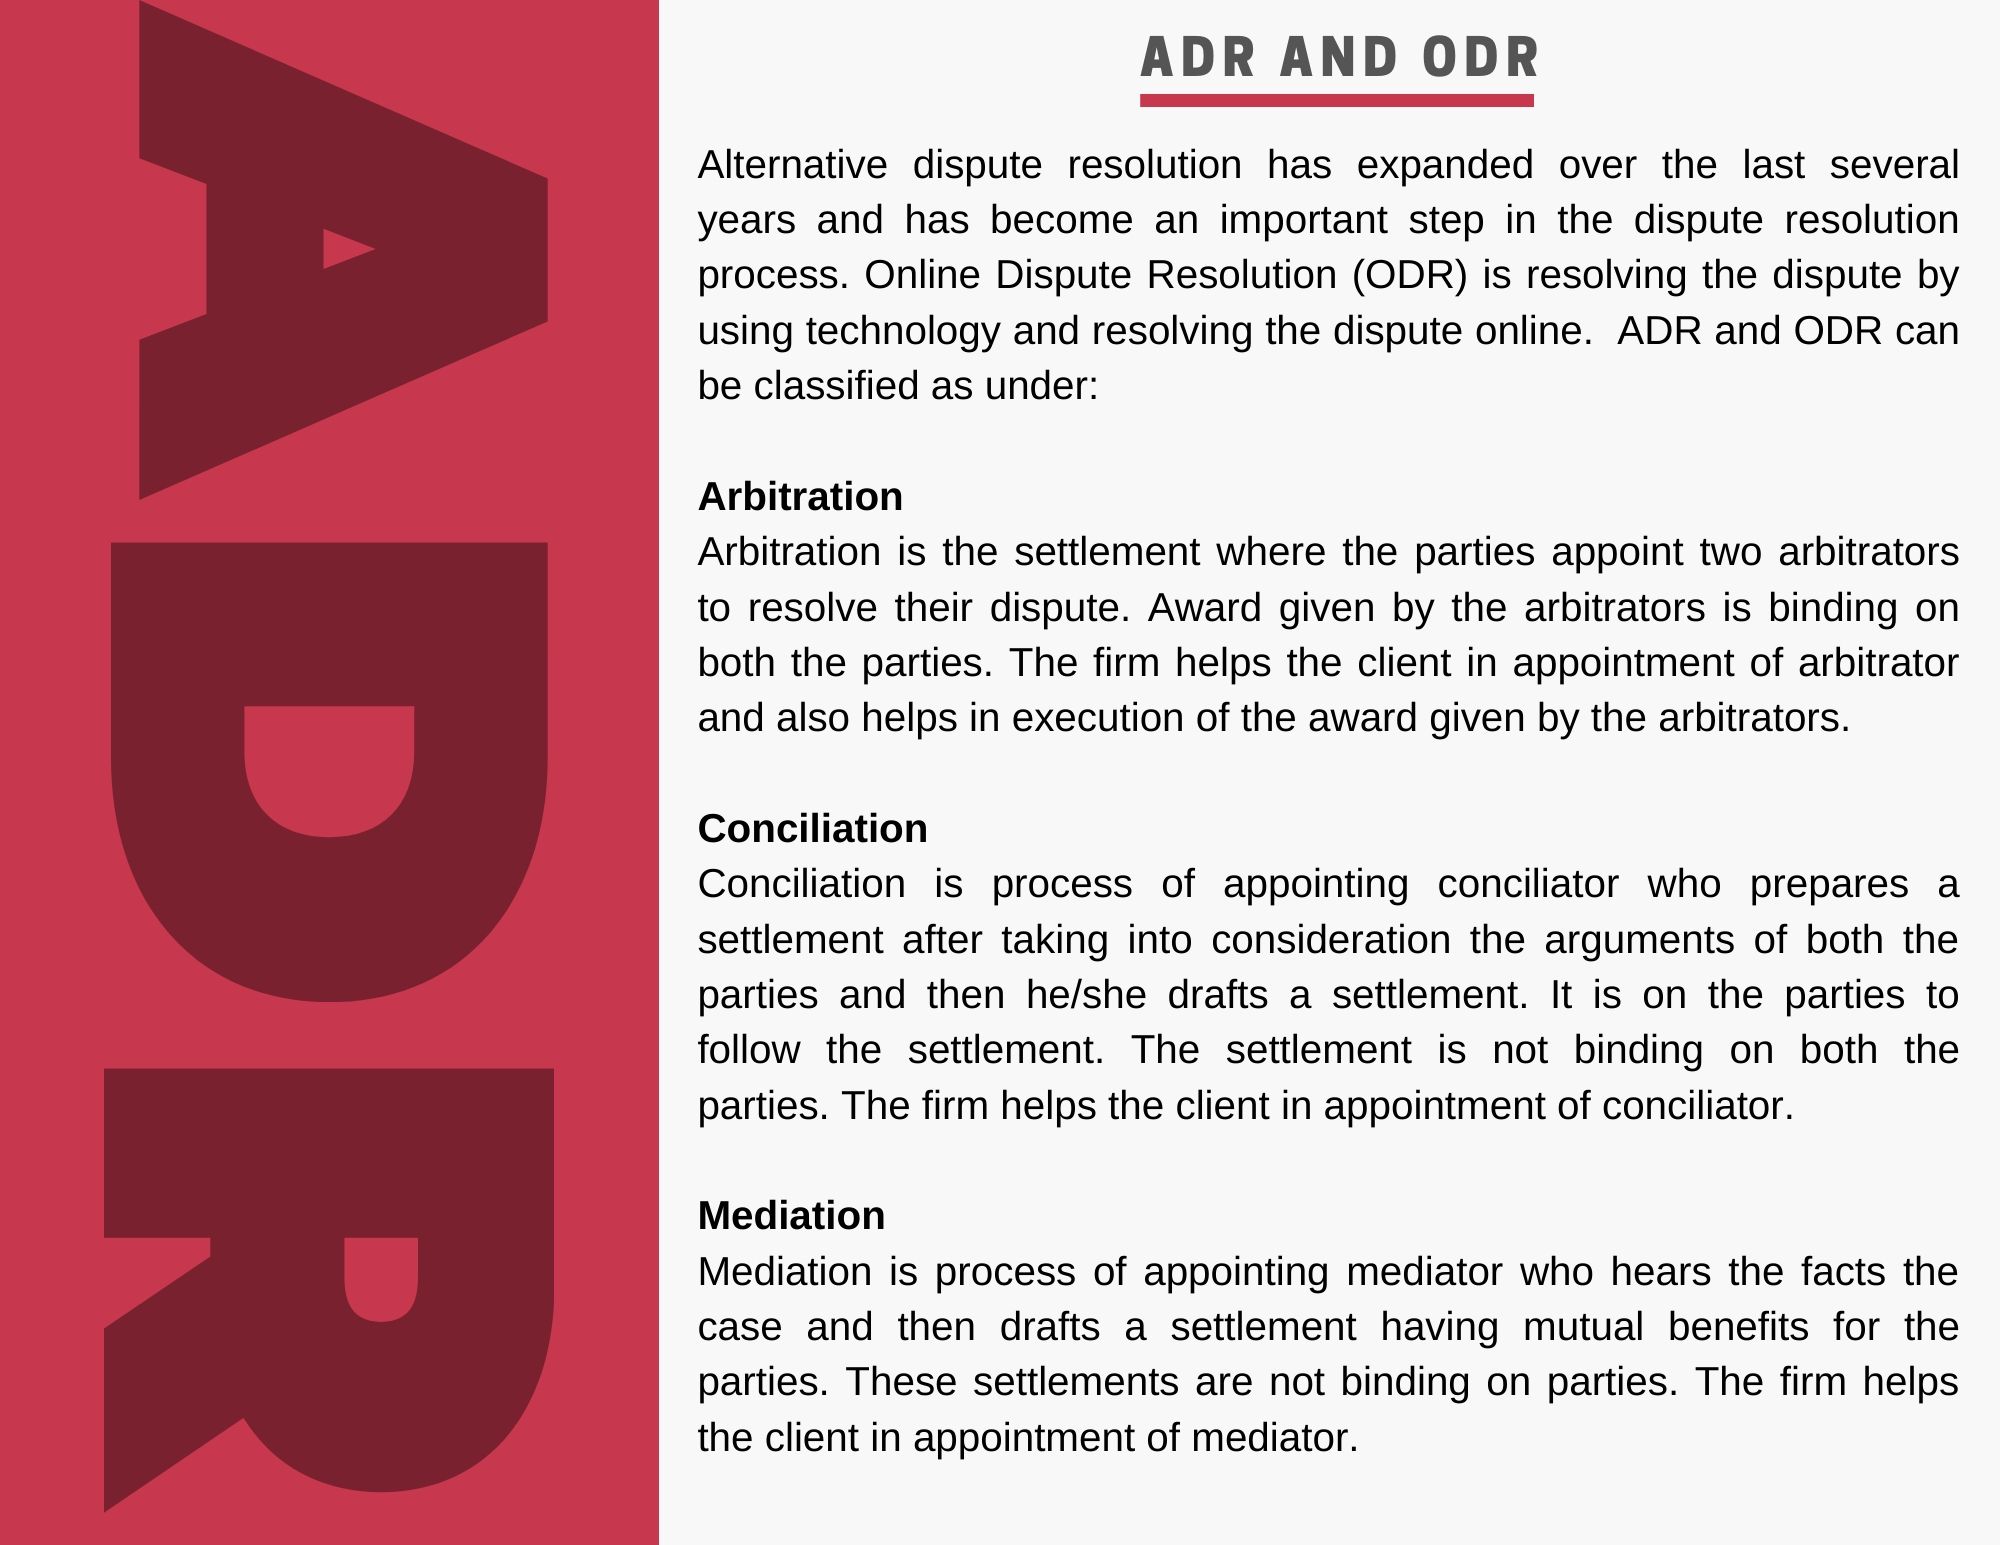 ADR
ADR AND ODR
Alternative dispute resolution has expanded over the last several
years and has become an important step in the dispute resolution
process. Online Dispute Resolution (ODR) is resolving the dispute by
using technology and resolving the dispute online.  ADR and ODR can
be classified as under:
Arbitration
Arbitration is the settlement where the parties appoint two arbitrators
to resolve their dispute. Award given by the arbitrators is binding on
both the parties. The firm helps the client in appointment of arbitrator
and also helps in execution of the award given by the arbitrators.
Conciliation
Conciliation is process of appointing conciliator who prepares a
settlement after taking into consideration the arguments of both the
parties and then he/she drafts a settlement. It is on the parties to
follow the settlement. The settlement is not binding on both the
parties. The firm helps the client in appointment of conciliator.
Mediation
Mediation is process of appointing mediator who hears the facts the
case and then drafts a settlement having mutual benefits for the
parties. These settlements are not binding on parties. The firm helps
the client in appointment of mediator.